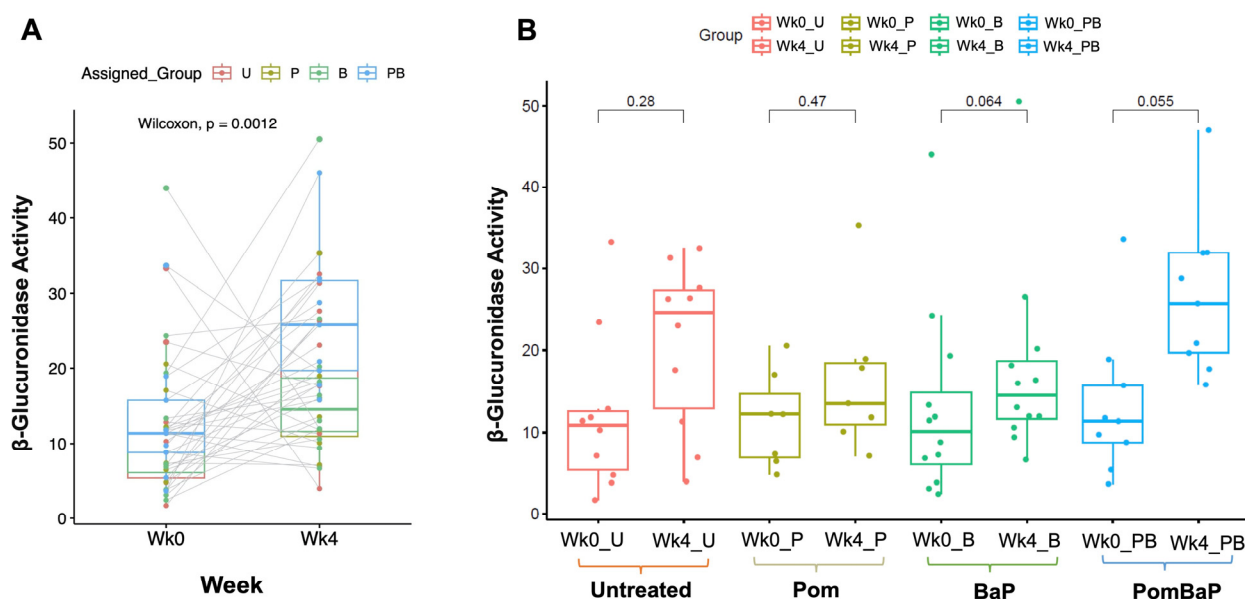 A
Assigned_Group U P B PB
Wilcoxon, p = 0.0012
β-Glucuronidase Activity
50
40
30
20
10
0
Wk0 Wk4
Week
B
Group
Wk0_U Wk0_P Wk0_B Wk0_PB
Wk4_U Wk4_P Wk4_B Wk4_PB
0.28 0.47 0.064 0.055
β-Glucuronidase Activity
50
40
30
20
10
0
Wk0_U Wk4_U Wk0_P Wk4_P Wk0_B Wk4_B Wk0_PB Wk4_PB
Untreated Pom BaP PomBaP